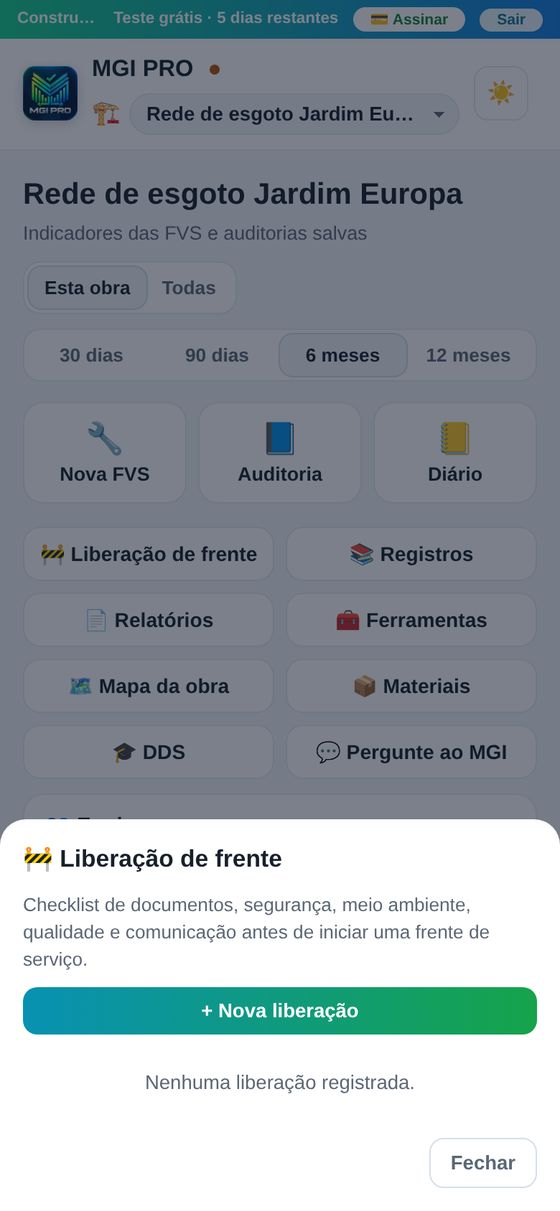 Constru…
Teste grátis · 5 dias restantes
💳 Assinar
Sair
MGI PRO
MGI PRO
🏗️ Rede de esgoto Jardim Eu…
Rede de esgoto Jardim Europa
Indicadores das FVS e auditorias salvas
Esta obra
Todas
30 dias
90 dias
6 meses
12 meses
Nova FVS
Auditoria
Diário
🚧 Liberação de frente
📚 Registros
📄 Relatórios
🧰 Ferramentas
🗺️ Mapa da obra
📦 Materiais
🎓 DDS
💬 Pergunte ao MGI
🚧 Liberação de frente
Checklist de documentos, segurança, meio ambiente,
qualidade e comunicação antes de iniciar uma frente de
serviço.
+ Nova liberação
Nenhuma liberação registrada.
Fechar